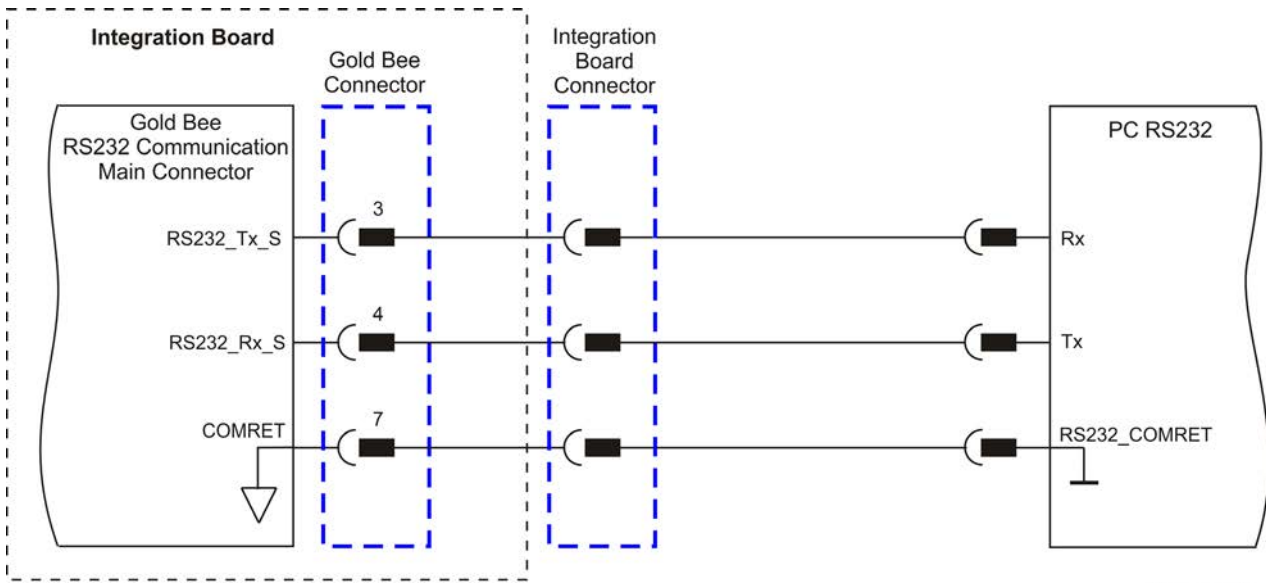 Integration Board
Gold Bee
Connector
Integration
Board
Connector
Gold Bee
RS232 Communication
Main Connector
PC RS232
3
RS232_Tx_S
Rx
4
RS232_Rx_S
Tx
7
COMRET
RS232_COMRET